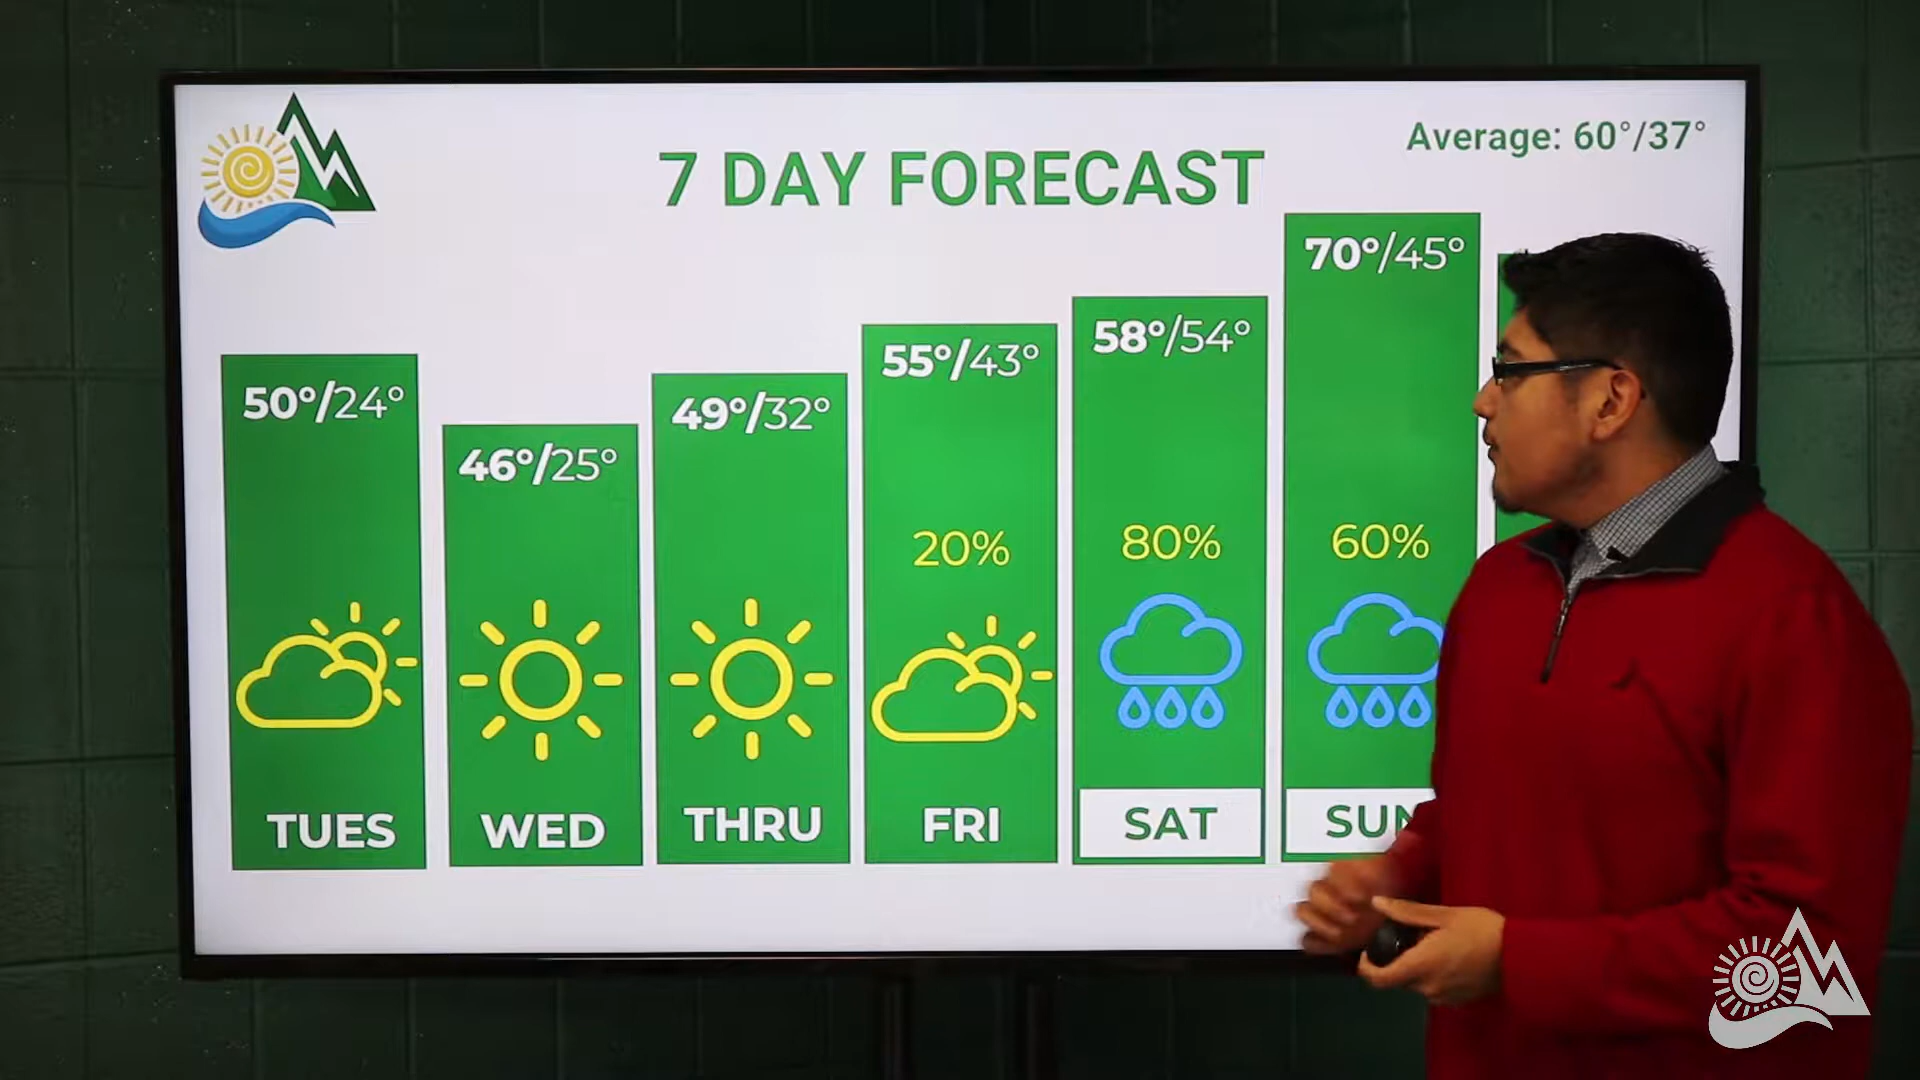 Average: 60°/37°
7 DAY FORECAST
50°/24°
TUES
46°/25°
WED
49°/32°
THRU
55°/43°
20%
FRI
58°/54°
80%
SAT
70°/45°
60%
SUN